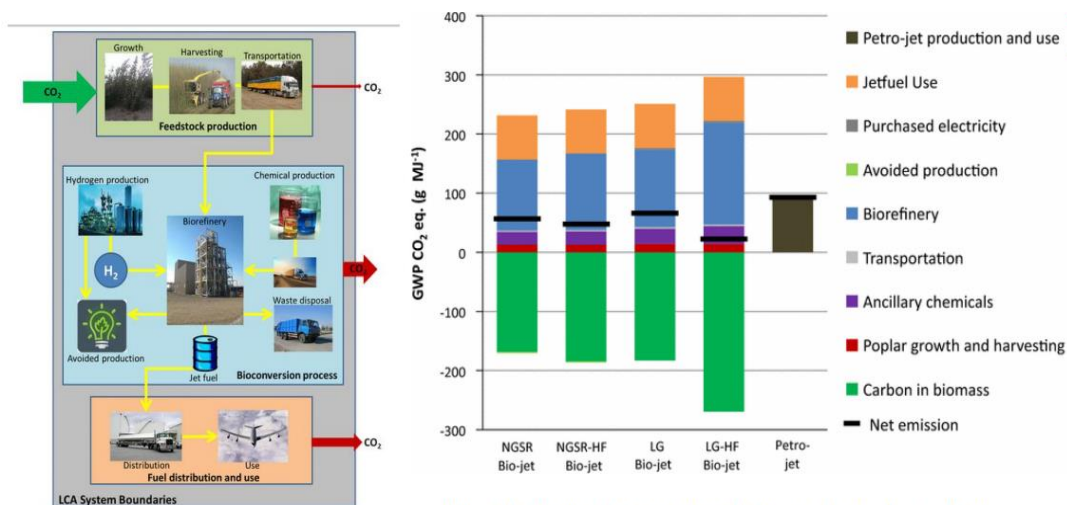 Growth
Harvesting
Transportation
CO₂
CO₂
Feedstock production
Hydrogen production
Chemical production
Biorefinery
H₂
CO₂
Waste disposal
Avoided production
Jet fuel
Bioconversion process
Distribution
Use
CO₂
Fuel distribution and use
LCA System Boundaries
GWP CO₂ eq. (g MJ⁻¹)
400
300
200
100
0
-100
-200
-300
NGSR
Bio-jet
NGSR-HF
Bio-jet
LG
Bio-jet
LG-HF
Bio-jet
Petro-
jet
Petro-jet production and use
Jetfuel Use
Purchased electricity
Avoided production
Biorefinery
Transportation
Ancillary chemicals
Poplar growth and harvesting
Carbon in biomass
Net emission